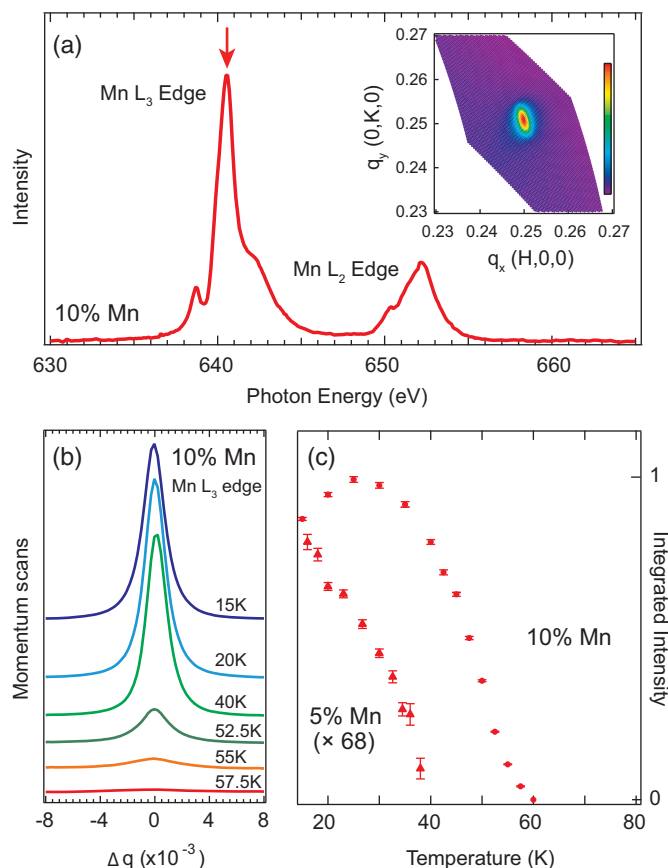 (a)
Mn L₃ Edge
Mn L₂ Edge
10% Mn
Intensity
630
640
650
660
Photon Energy (eV)
0.27
0.26
0.25
0.24
0.23
q_y (0,K,0)
0.23 0.24 0.25 0.26 0.27
q_x (H,0,0)
(b)
10% Mn
Mn L₃ edge
15K
20K
40K
52.5K
55K
57.5K
Momentum scans
-8 -4 0 4 8
Δ q (x10⁻³)
(c)
10% Mn
5% Mn
(× 68)
1
0
Integrated Intensity
20 40 60 80
Temperature (K)